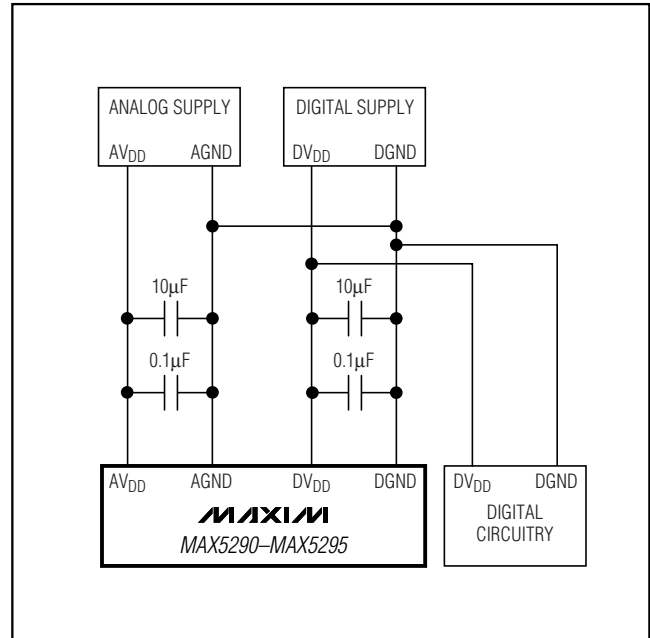 ANALOG SUPPLY
AVDD AGND
DIGITAL SUPPLY
DVDD DGND
10µF
10µF
0.1µF
0.1µF
AVDD AGND DVDD DGND
MAXIM
MAX5290–MAX5295
DVDD DGND
DIGITAL
CIRCUITRY